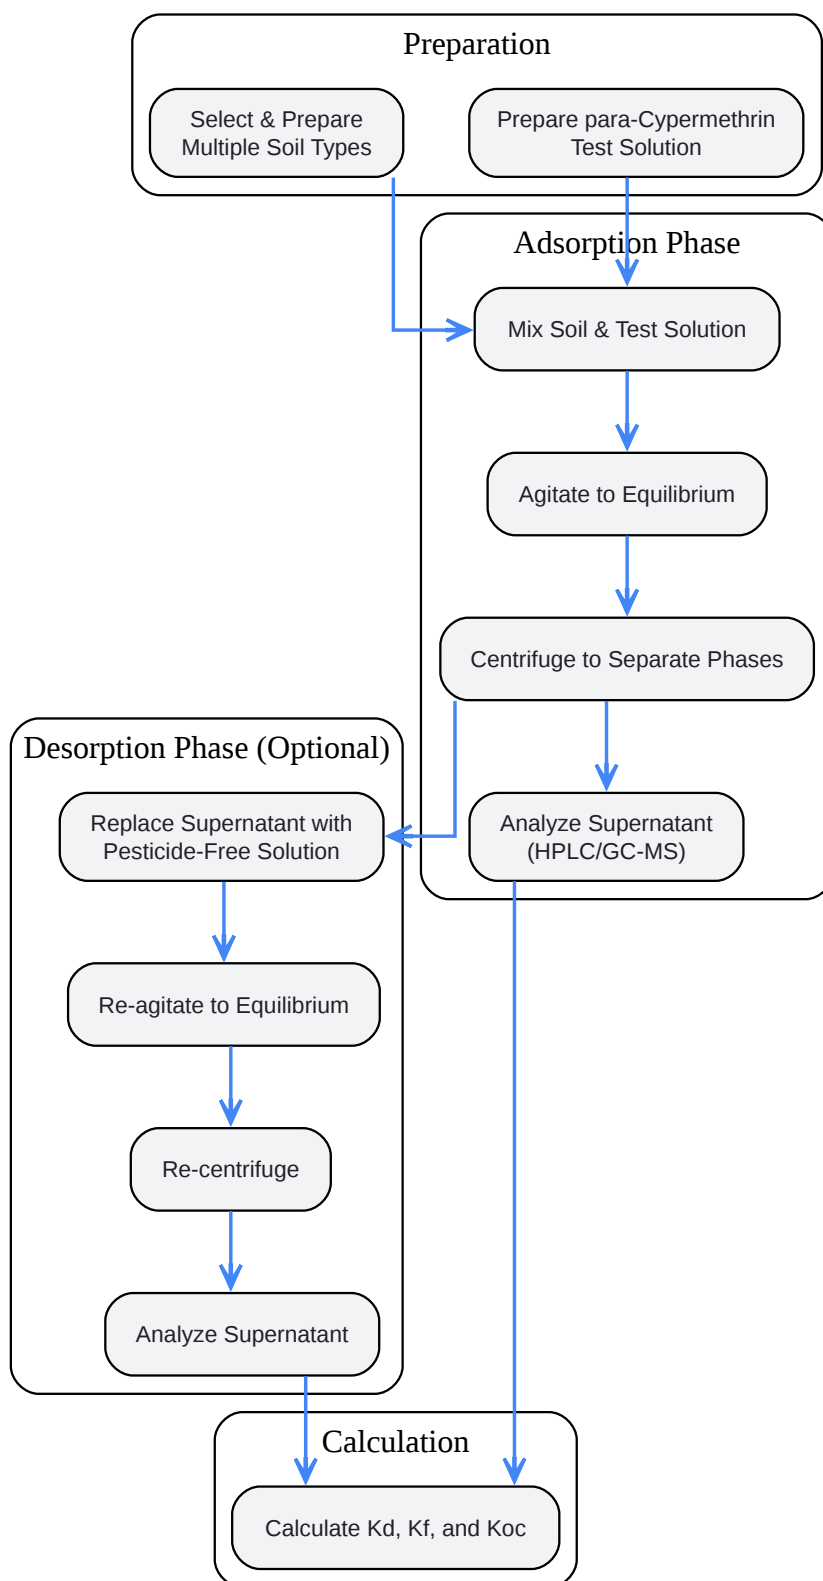 Preparation
Select & Prepare
Multiple Soil Types
Prepare para-Cypermethrin
Test Solution
Adsorption Phase
Mix Soil & Test Solution
Agitate to Equilibrium
Centrifuge to Separate Phases
Desorption Phase (Optional)
Replace Supernatant with
Pesticide-Free Solution
Analyze Supernatant
(HPLC/GC-MS)
Re-agitate to Equilibrium
Re-centrifuge
Analyze Supernatant
Calculation
Calculate Kd, Kf, and Koc